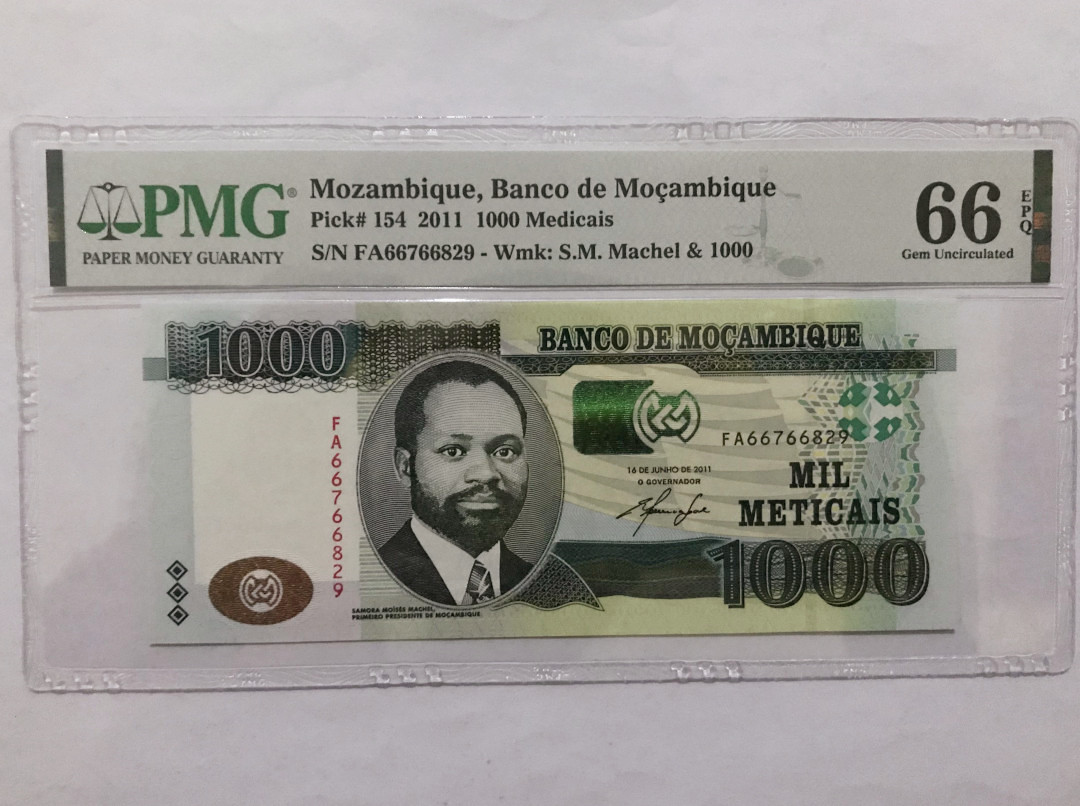 PMG®
PAPER MONEY GUARANTY
Mozambique, Banco de Moçambique
Pick# 154 2011 1000 Medicais
S/N FA66766829 - Wmk: S.M. Machel & 1000
66
EPQ
Gem Uncirculated
1000
BANCO DE MOÇAMBIQUE
FA66766829
FA66766829
16 DE JUNHO DE 2011
O GOVERNADOR
MIL
METICAIS
1000
SAMORA MOISÉS MACHEL,
PRIMEIRO PRESIDENTE DE MOÇAMBIQUE